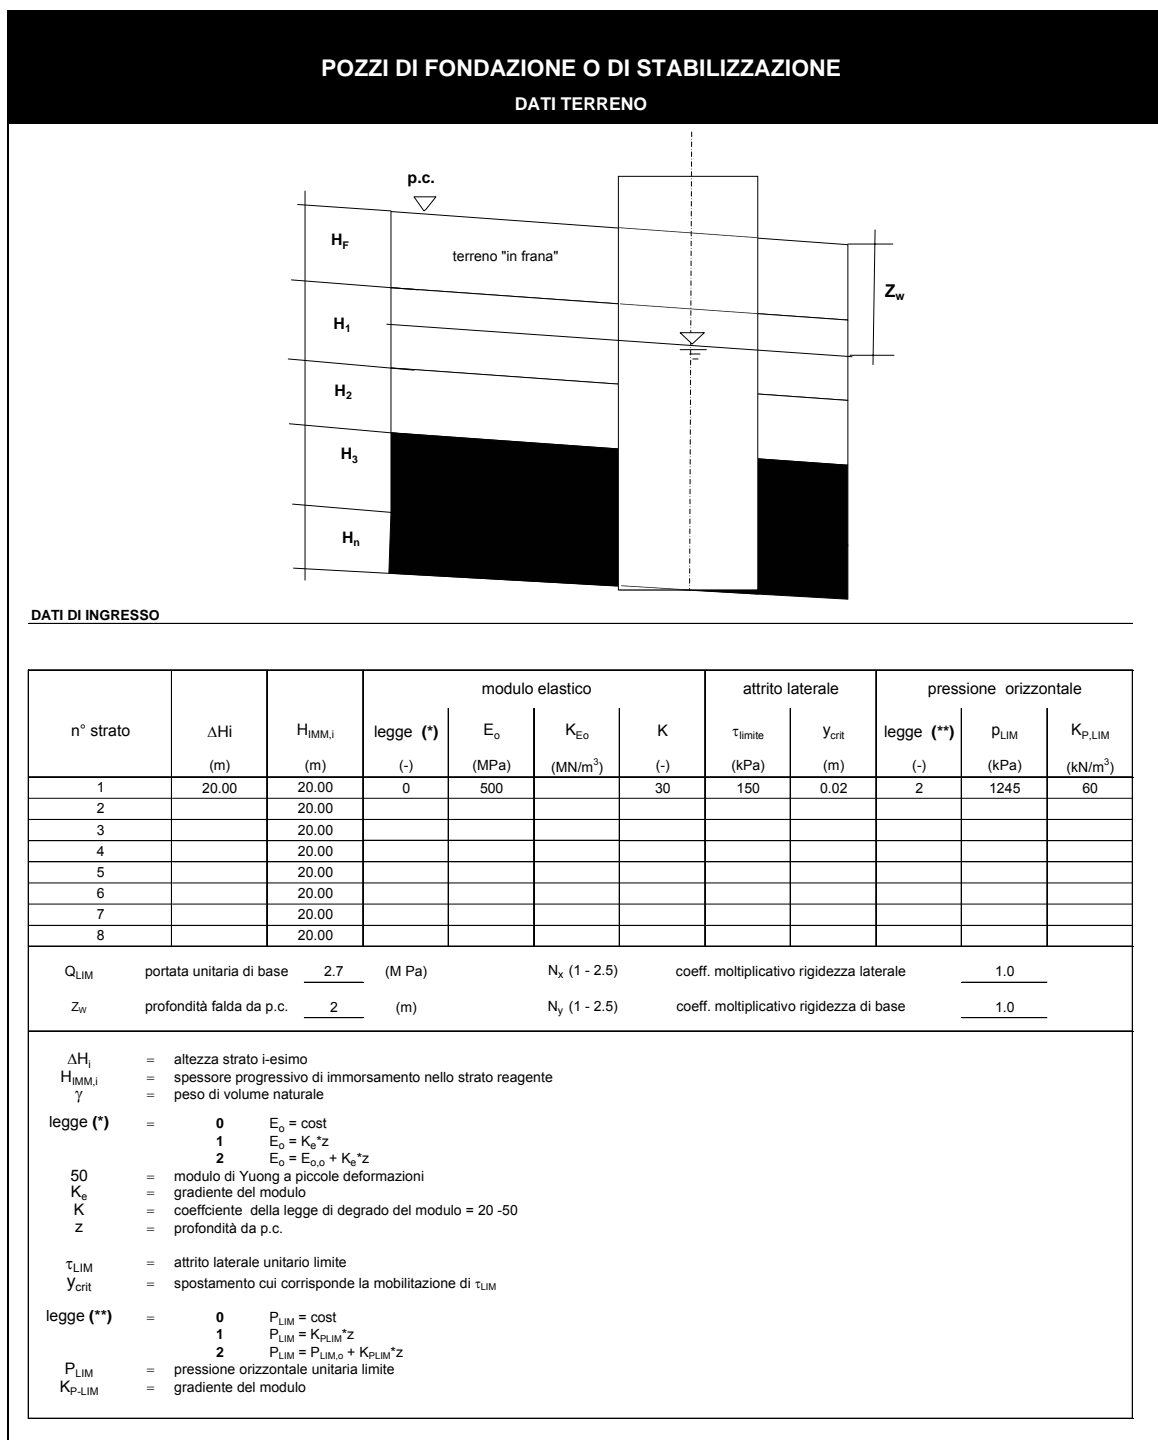 POZZI DI FONDAZIONE O DI STABILIZZAZIONE
DATI TERRENO
p.c.
H_F
terreno "in frana"
Z_w
H_1
H_2
H_3
H_n
DATI DI INGRESSO
modulo elastico attrito laterale pressione orizzontale
n° strato ΔHi H_IMM,i legge (*) E_o K_Eo K τ_limite y_crit legge (**) p_LIM K_P,LIM
(m) (m) (-) (MPa) (MN/m³) (-) (kPa) (m) (-) (kPa) (kN/m³)
1 20.00 20.00 0 500 30 150 0.02 2 1245 60
2 20.00
3 20.00
4 20.00
5 20.00
6 20.00
7 20.00
8 20.00
Q_LIM portata unitaria di base 2.7 (M Pa) N_x (1 - 2.5) coeff. moltiplicativo rigidezza laterale 1.0
Z_W profondità falda da p.c. 2 (m) N_y (1 - 2.5) coeff. moltiplicativo rigidezza di base 1.0
ΔH_i = altezza strato i-esimo
H_IMM,i = spessore progressivo di immorsamento nello strato reagente
γ = peso di volume naturale
legge (*) = 0 E_o = cost
1 E_o = K_e*z
2 E_o = E_o,o + K_e*z
50 = modulo di Yuong a piccole deformazioni
K_e = gradiente del modulo
K = coeffciente della legge di degrado del modulo = 20 -50
z = profondità da p.c.
τ_LIM = attrito laterale unitario limite
y_crit = spostamento cui corrisponde la mobilitazione di τ_LIM
legge (**) = 0 P_LIM = cost
1 P_LIM = K_PLIM*z
2 P_LIM = P_LIM,o + K_PLIM*z
P_LIM = pressione orizzontale unitaria limite
K_P-LIM = gradiente del modulo